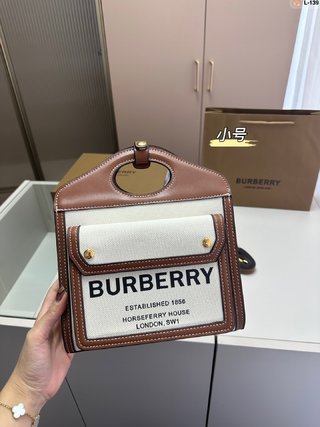 L-139
小号
BURBERRY
BURBERRY
ESTABLISHED 1856
HORSEFERRY HOUSE
LONDON, SW1